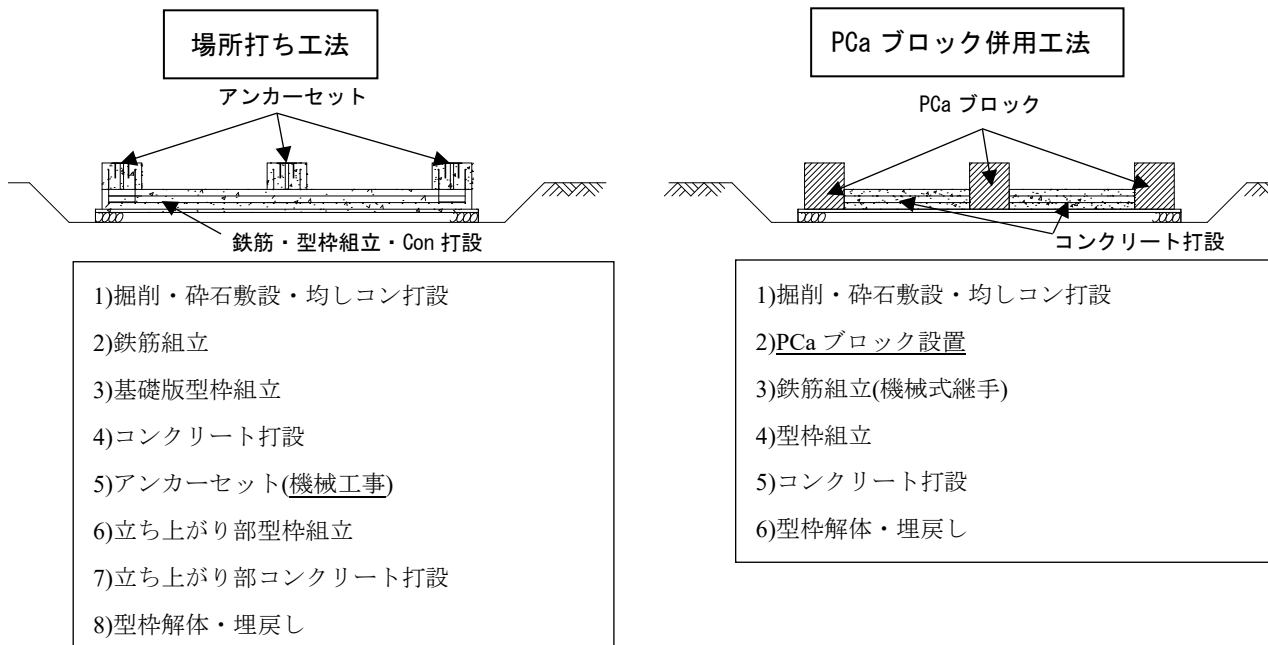 場所打ち工法
アンカーセット
鉄筋・型枠組立・Con 打設
1)掘削・砕石敷設・均しコン打設
2)鉄筋組立
3)基礎版型枠組立
4)コンクリート打設
5)アンカーセット(機械工事)
6)立ち上がり部型枠組立
7)立ち上がり部コンクリート打設
8)型枠解体・埋戻し
PCa ブロック併用工法
PCa ブロック
コンクリート打設
1)掘削・砕石敷設・均しコン打設
2)PCa ブロック設置
3)鉄筋組立(機械式継手)
4)型枠組立
5)コンクリート打設
6)型枠解体・埋戻し